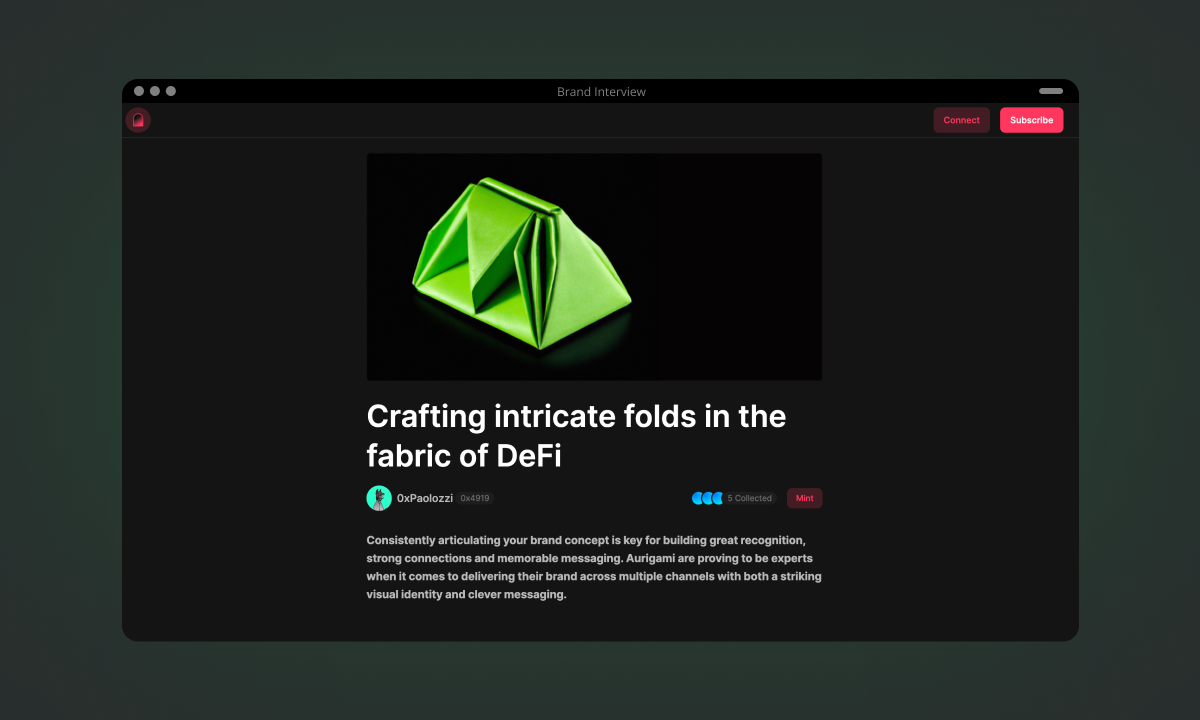 Brand Interview
Connect
Subscribe
Crafting intricate folds in the
fabric of DeFi
0xPaolozzi 0x4919
5 Collected
Mint
Consistently articulating your brand concept is key for building great recognition,
strong connections and memorable messaging. Aurigami are proving to be experts
when it comes to delivering their brand across multiple channels with both a striking
visual identity and clever messaging.